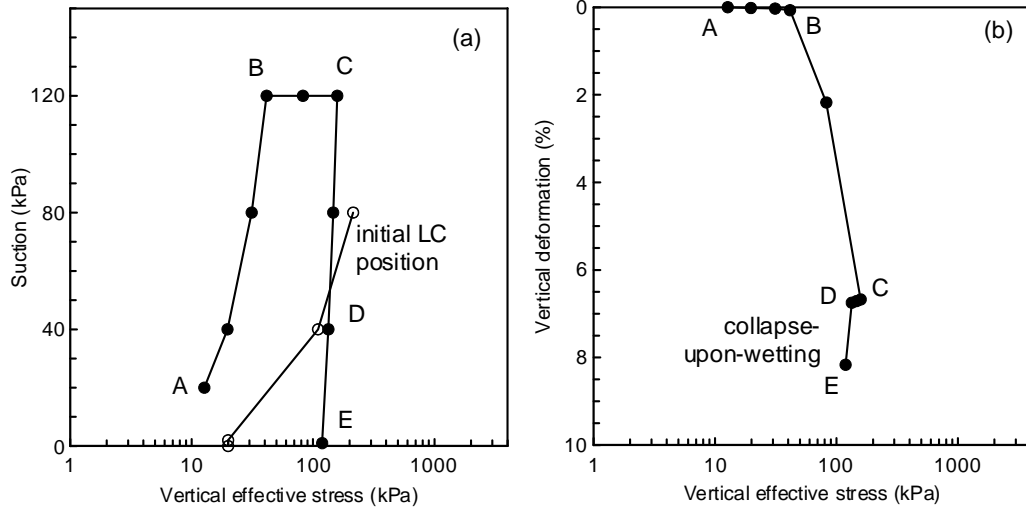 (a)
B
C
120
80
40
0
Suction (kPa)
initial LC
position
D
A
E
1
10
100
1000
Vertical effective stress (kPa)
0
2
4
6
8
10
Vertical deformation (%)
A
B
(b)
D
C
collapse-
upon-wetting
E
1
10
100
1000
Vertical effective stress (kPa)